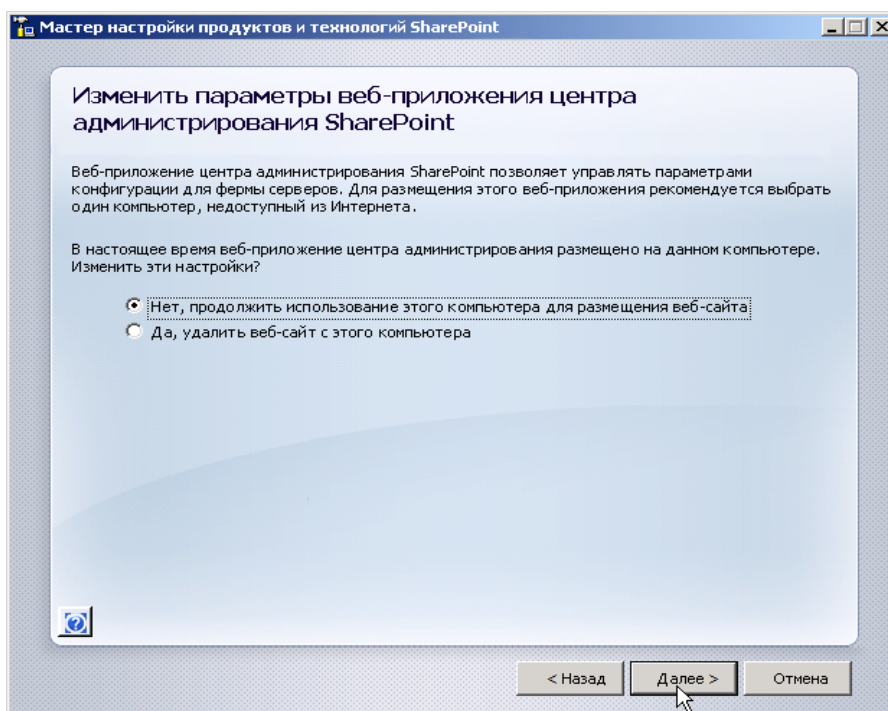 Мастер настройки продуктов и технологий SharePoint
Изменить параметры веб-приложения центра
администрирования SharePoint
Веб-приложение центра администрирования SharePoint позволяет управлять параметрами
конфигурации для фермы серверов. Для размещения этого веб-приложения рекомендуется выбрать
один компьютер, недоступный из Интернета.
В настоящее время веб-приложение центра администрирования размещено на данном компьютере.
Изменить эти настройки?
Нет, продолжить использование этого компьютера для размещения веб-сайта
Да, удалить веб-сайт с этого компьютера
< Назад
Далее >
Отмена